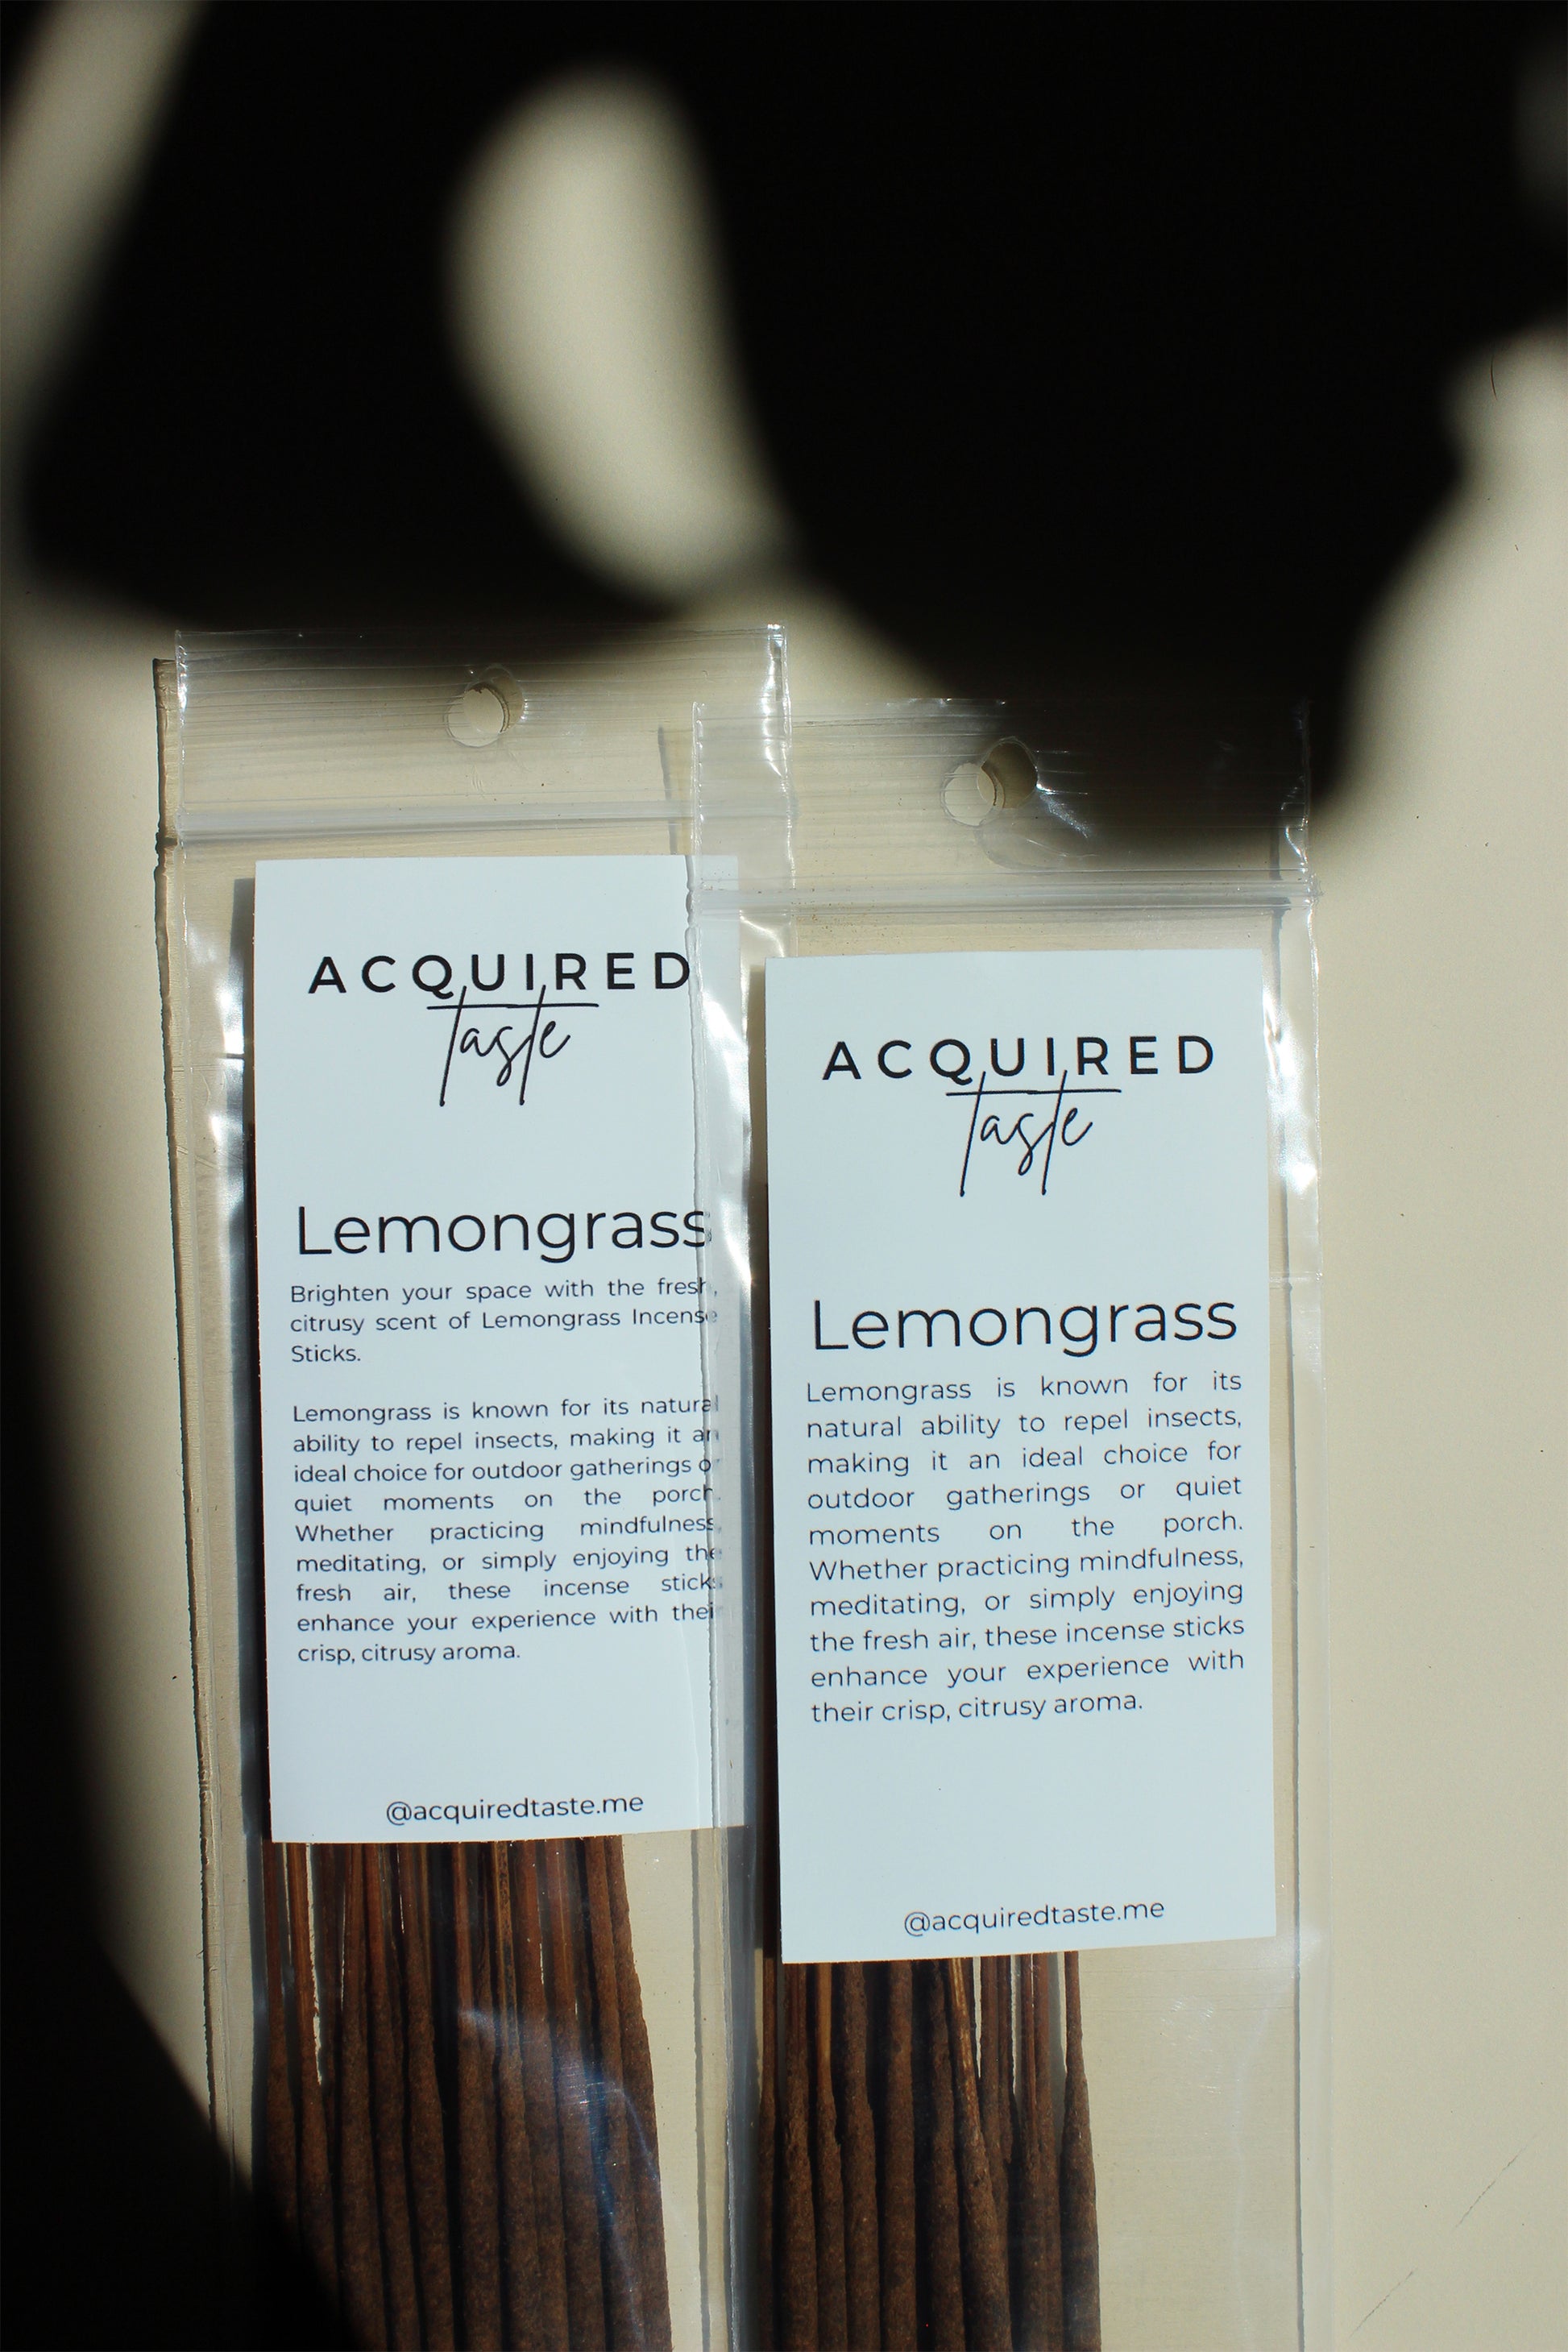 ACQUIRED
taste
Lemongrass
Brighten your space with the fresh,
citrusy scent of Lemongrass Incense
Sticks.
Lemongrass is known for its natural
ability to repel insects, making it an
ideal choice for outdoor gatherings or
quiet moments on the porch.
Whether practicing mindfulness,
meditating, or simply enjoying the
fresh air, these incense sticks
enhance your experience with their
crisp, citrusy aroma.
@acquiredtaste.me
ACQUIRED
taste
Lemongrass
Lemongrass is known for its
natural ability to repel insects,
making it an ideal choice for
outdoor gatherings or quiet
moments on the porch.
Whether practicing mindfulness,
meditating, or simply enjoying
the fresh air, these incense sticks
enhance your experience with
their crisp, citrusy aroma.
@acquiredtaste.me